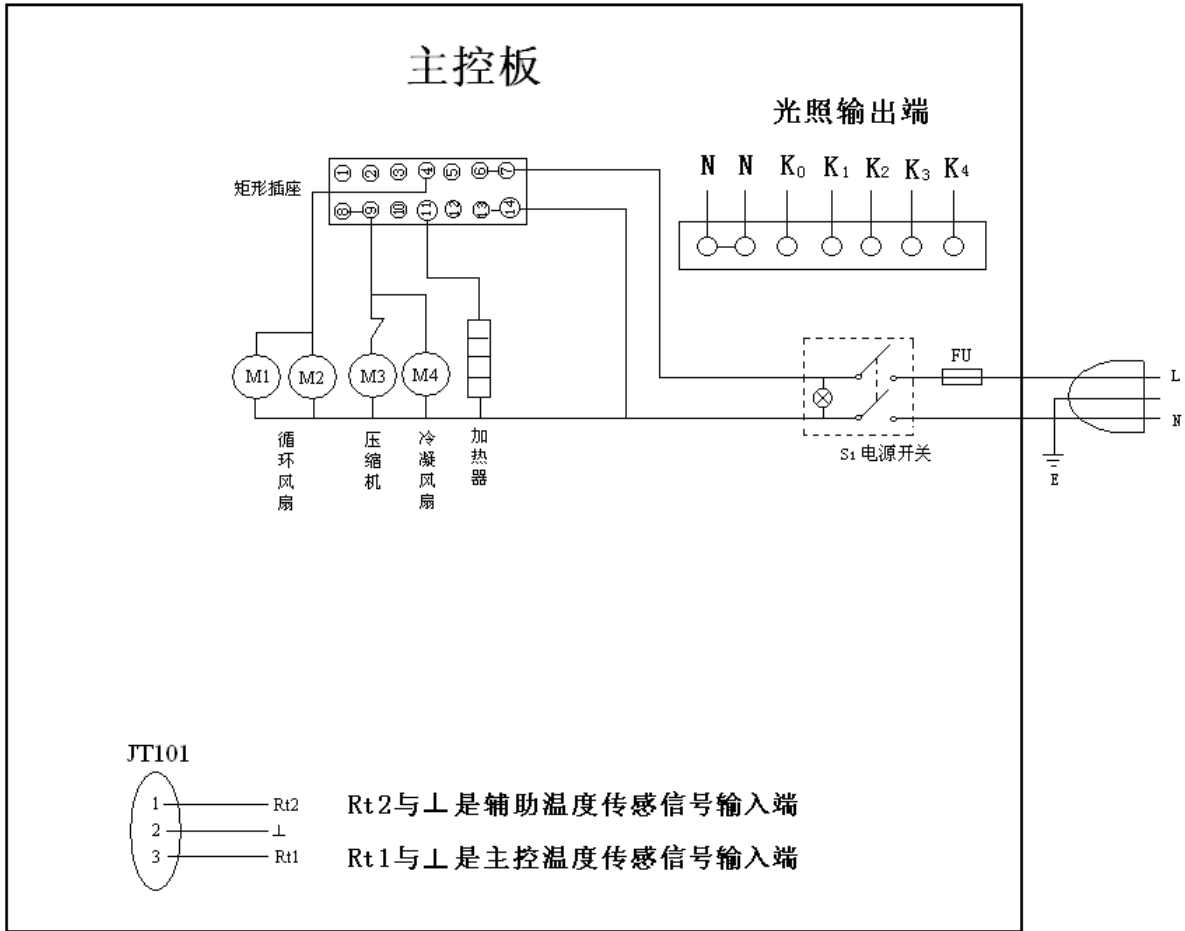 主控板
光照输出端
N N K0 K1 K2 K3 K4
矩形插座
① ② ③ ④ ⑤ ⑥ ⑦
⑧ ⑨ ⑩ ⑪ ⑫ ⑬ ⑭
FU
L
M1 M2 M3 M4
N
S1 电源开关
E
循环风扇
压缩机
冷凝风扇
加热器
JT101
1 Rt2
2 ⊥
3 Rt1
Rt2与⊥是辅助温度传感信号输入端
Rt1与⊥是主控温度传感信号输入端